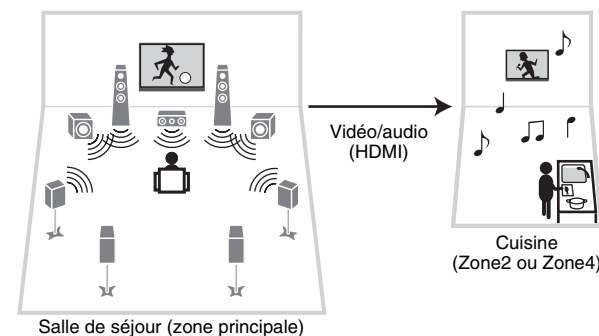 Vidéo/audio
(HDMI)
Cuisine
(Zone2 ou Zone4)
Salle de séjour (zone principale)